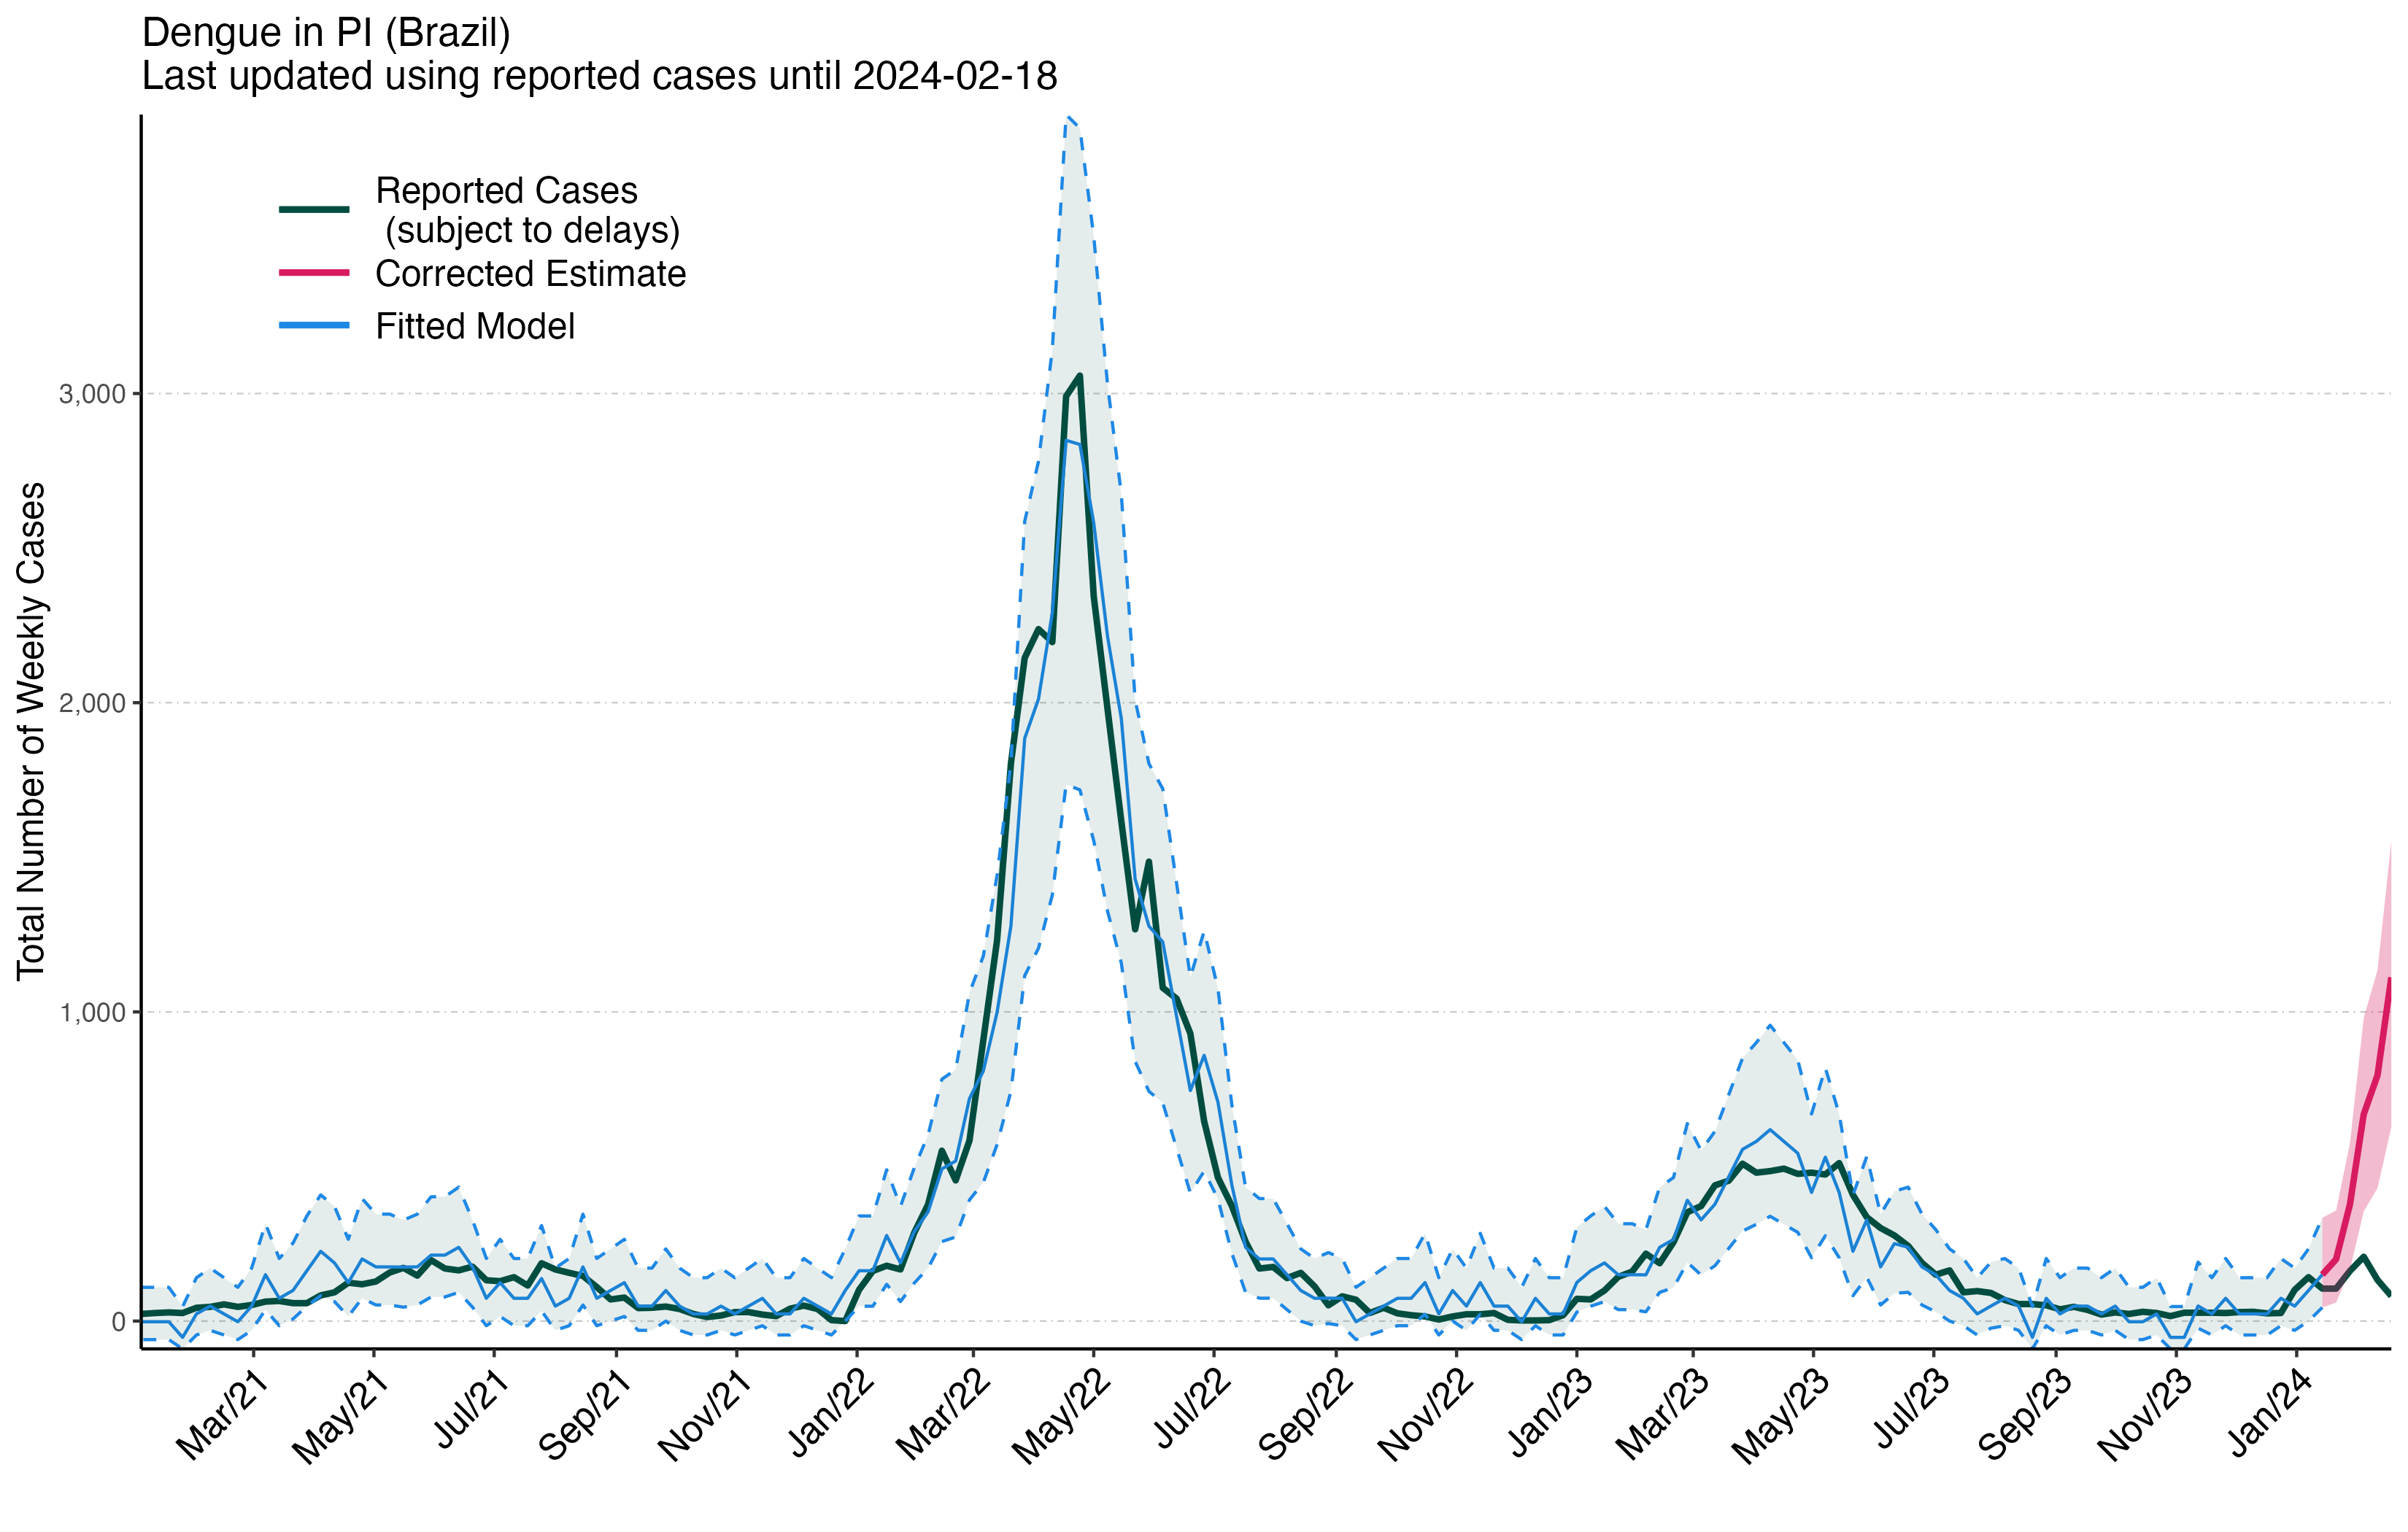 Dengue in PI (Brazil)
Last updated using reported cases until 2024-02-18
Reported Cases
(subject to delays)
Corrected Estimate
Fitted Model
Total Number of Weekly Cases
3,000
2,000
1,000
0
Mar/21
May/21
Jul/21
Sep/21
Nov/21
Jan/22
Mar/22
May/22
Jul/22
Sep/22
Nov/22
Jan/23
Mar/23
May/23
Jul/23
Sep/23
Nov/23
Jan/24